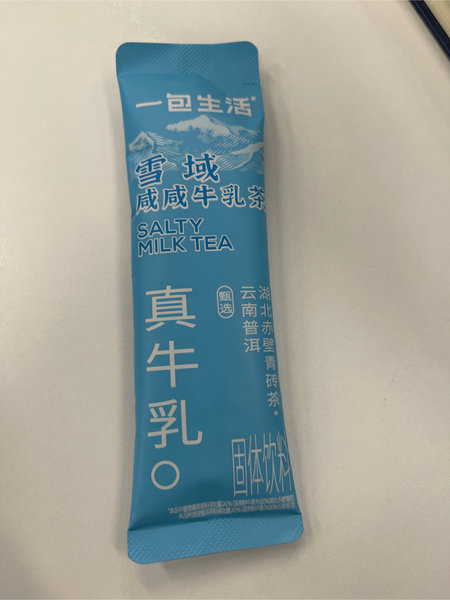 一包生活
雪域
咸咸牛乳茶
SALTY
MILK TEA
真牛乳
甄选
湖北赤壁青砖茶*
云南普洱
固体饮料